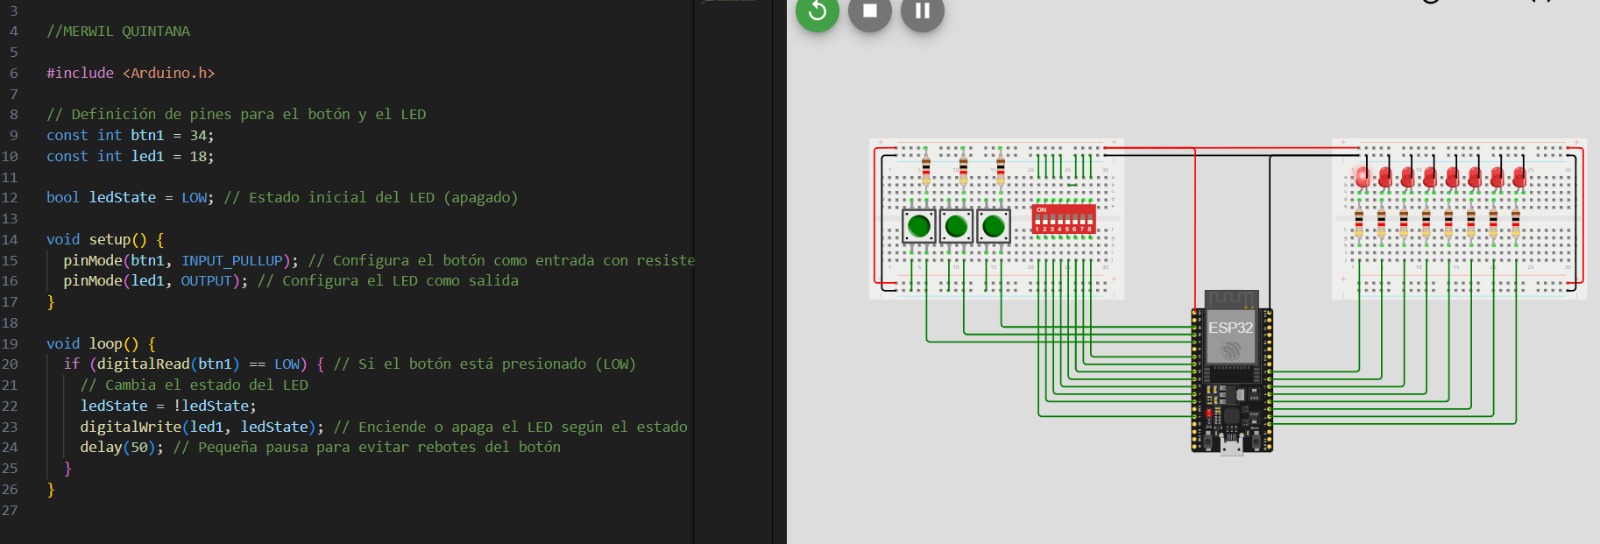 3
4 //MERWIL QUINTANA
5
6 #include <Arduino.h>
7
8 // Definición de pines para el botón y el LED
9 const int btn1 = 34;
10 const int led1 = 18;
11
12 bool ledState = LOW; // Estado inicial del LED (apagado)
13
14 void setup() {
15 pinMode(btn1, INPUT_PULLUP); // Configura el botón como entrada con resiste
16 pinMode(led1, OUTPUT); // Configura el LED como salida
17 }
18
19 void loop() {
20 if (digitalRead(btn1) == LOW) { // Si el botón está presionado (LOW)
21 // Cambia el estado del LED
22 ledState = !ledState;
23 digitalWrite(led1, ledState); // Enciende o apaga el LED según el estado
24 delay(50); // Pequeña pausa para evitar rebotes del botón
25 }
26 }
27
ON
1 2 3 4 5 6 7 8
ESP32